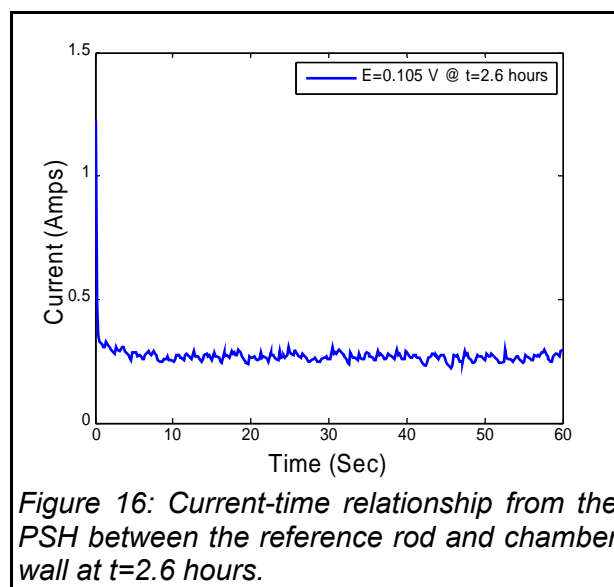 1.5
E=0.105 V @ t=2.6 hours
1
Current (Amps)
0.5
0
0 10 20 30 40 50 60
Time (Sec)
Figure 16: Current-time relationship from the
PSH between the reference rod and chamber
wall at t=2.6 hours.